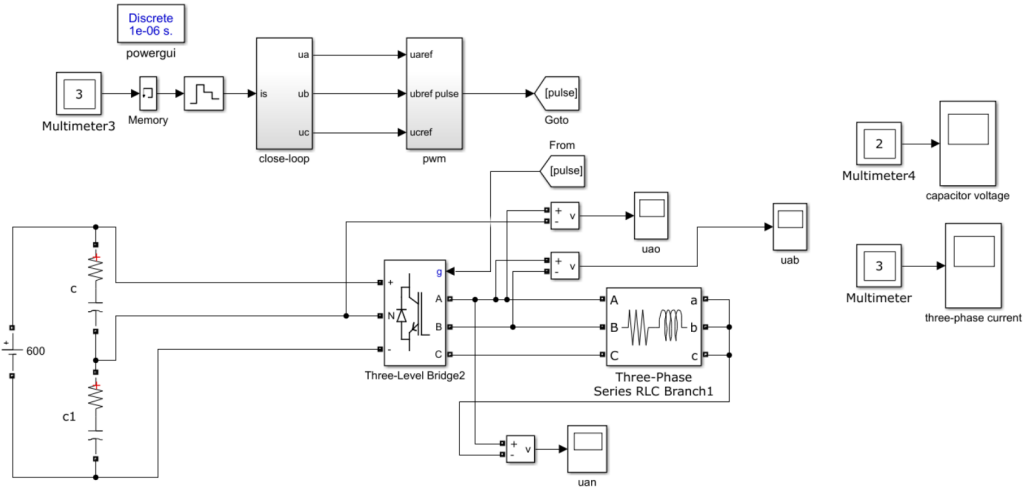 Discrete
1e-06 s.
powergui
3
Multimeter3
Memory
is
ua
ub
uc
close-loop
uaref
ubref pulse
ucref
pwm
[pulse]
Goto
From
[pulse]
2
Multimeter4
capacitor voltage
+
-
v
uao
+
-
v
uab
3
Multimeter
three-phase current
+
600
+
c
+
c1
+
N
-
g
A
B
C
Three-Level Bridge2
A
B
C
a
b
c
Three-Phase
Series RLC Branch1
+
-
v
uan